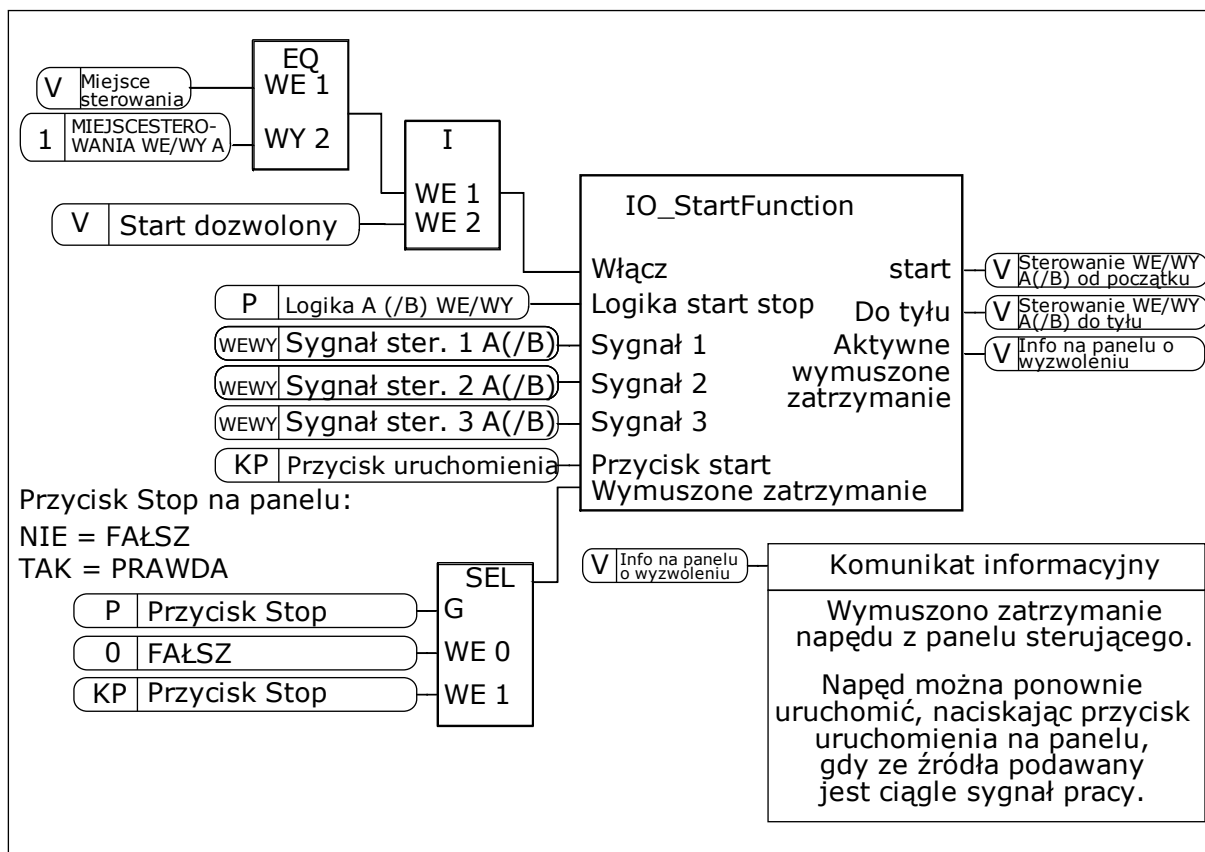 EQ
V Miejsce
sterowania
WE 1
1 MIEJSCESTERO-
WANIA WE/WY A
WY 2
I
WE 1
V Start dozwolony
WE 2
IO_StartFunction
Włącz
start
V Sterowanie WE/WY
A(/B) od początku
P Logika A (/B) WE/WY
Logika start stop
Do tyłu
V Sterowanie WE/WY
A(/B) do tyłu
WEWY Sygnał ster. 1 A(/B)
Sygnał 1
Aktywne
wymuszone
zatrzymanie
V Info na panelu o
wyzwoleniu
WEWY Sygnał ster. 2 A(/B)
Sygnał 2
WEWY Sygnał ster. 3 A(/B)
Sygnał 3
KP Przycisk uruchomienia
Przycisk start
Wymuszone zatrzymanie
Przycisk Stop na panelu:
NIE = FAŁSZ
TAK = PRAWDA
SEL
P Przycisk Stop
G
0 FAŁSZ
WE 0
KP Przycisk Stop
WE 1
V Info na panelu
o wyzwoleniu
Komunikat informacyjny
Wymuszono zatrzymanie
napędu z panelu sterującego.
Napęd można ponownie
uruchomić, naciskając przycisk
uruchomienia na panelu,
gdy ze źródła podawany
jest ciągle sygnał pracy.